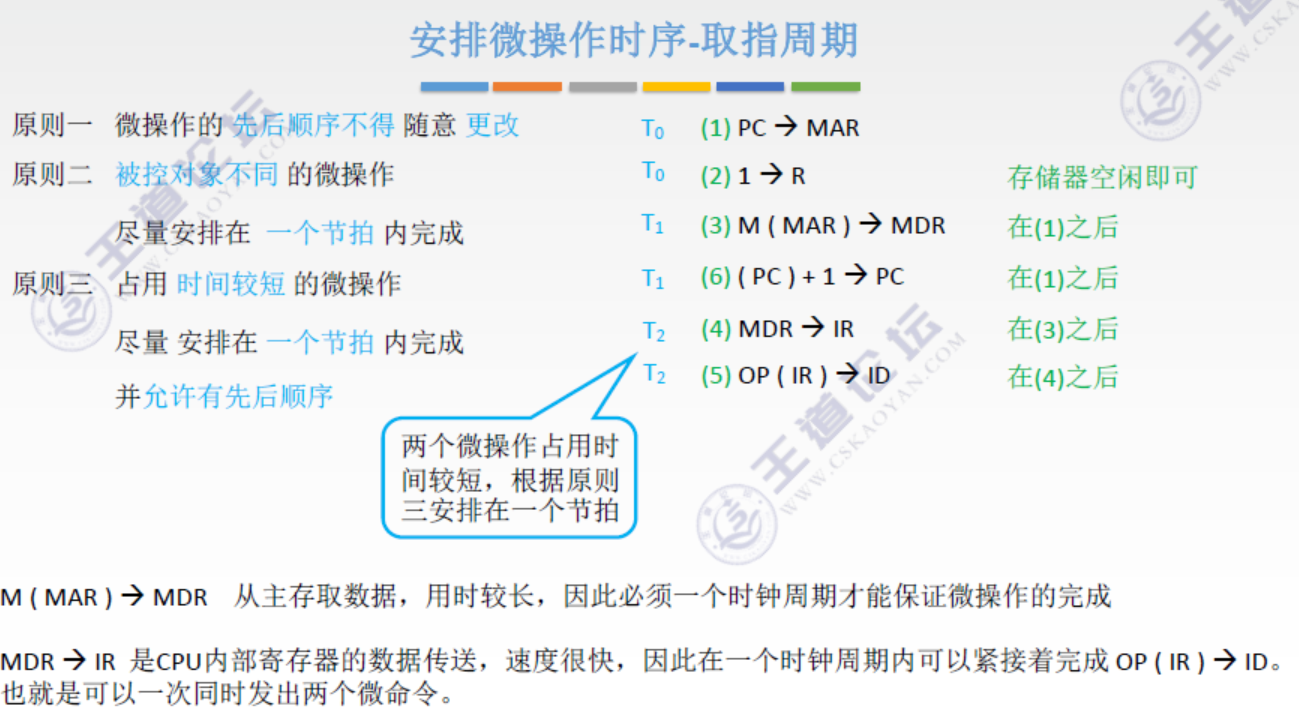 安排微操作时序-取指周期
原则一 微操作的 先后顺序不得 随意 更改
T0 (1) PC → MAR
原则二 被控对象不同 的微操作
T0 (2) 1 → R 存储器空闲即可
尽量安排在 一个节拍 内完成
T1 (3) M ( MAR ) → MDR 在(1)之后
原则三 占用 时间较短 的微操作
T1 (6) ( PC ) + 1 → PC 在(1)之后
尽量 安排在 一个节拍 内完成
T2 (4) MDR → IR 在(3)之后
并允许有先后顺序
T2 (5) OP ( IR ) → ID 在(4)之后
两个微操作占用时
间较短，根据原则
三安排在一个节拍
M ( MAR ) → MDR 从主存取数据，用时较长，因此必须一个时钟周期才能保证微操作的完成
MDR → IR 是CPU内部寄存器的数据传送，速度很快，因此在一个时钟周期内可以紧接着完成 OP ( IR ) → ID。
也就是可以一次同时发出两个微命令。
王道论坛
WWW.CSKAOYAN.COM